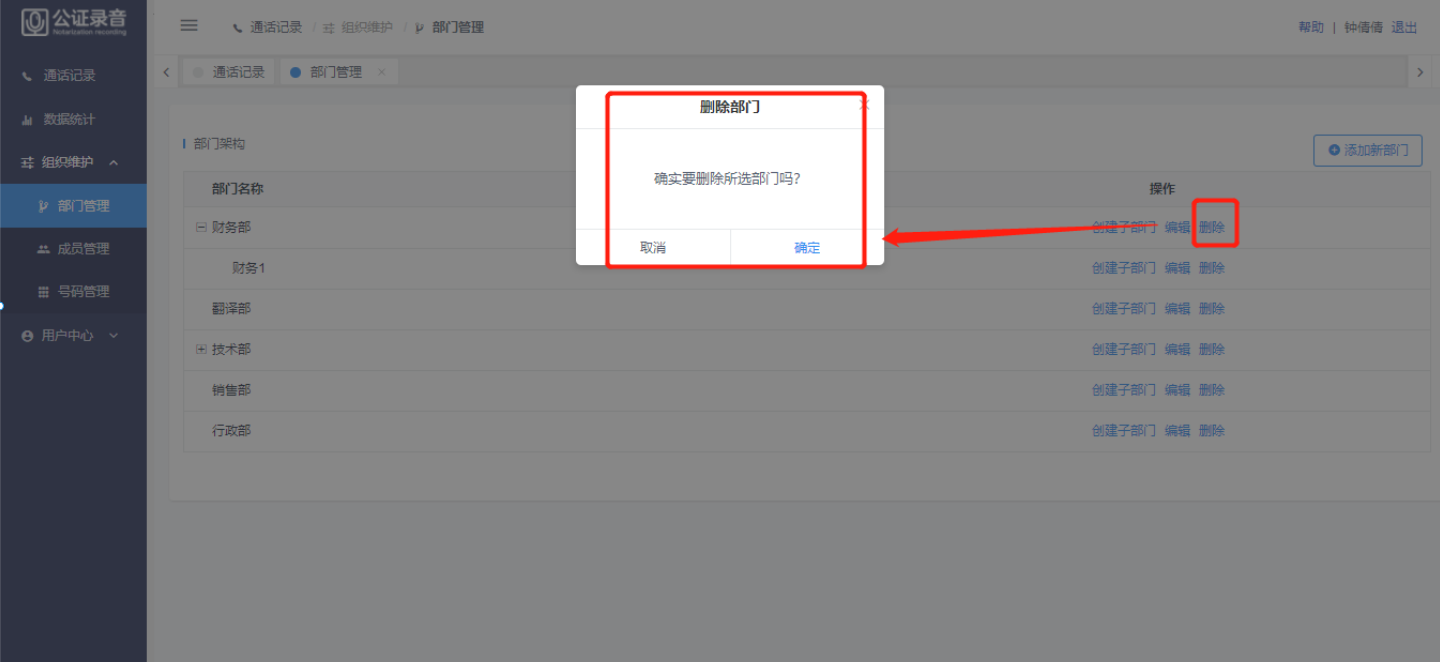 公证录音
Notarization recording
通话记录 / 组织维护 / 部门管理
帮助 | 钟倩倩 退出
通话记录
数据统计
组织维护
部门管理
成员管理
号码管理
用户中心
通话记录 部门管理
部门架构
添加新部门
部门名称 操作
财务部 创建子部门 编辑 删除
财务1 创建子部门 编辑 删除
翻译部 创建子部门 编辑 删除
技术部 创建子部门 编辑 删除
销售部 创建子部门 编辑 删除
行政部 创建子部门 编辑 删除
删除部门
确实要删除所选部门吗?
取消 确定